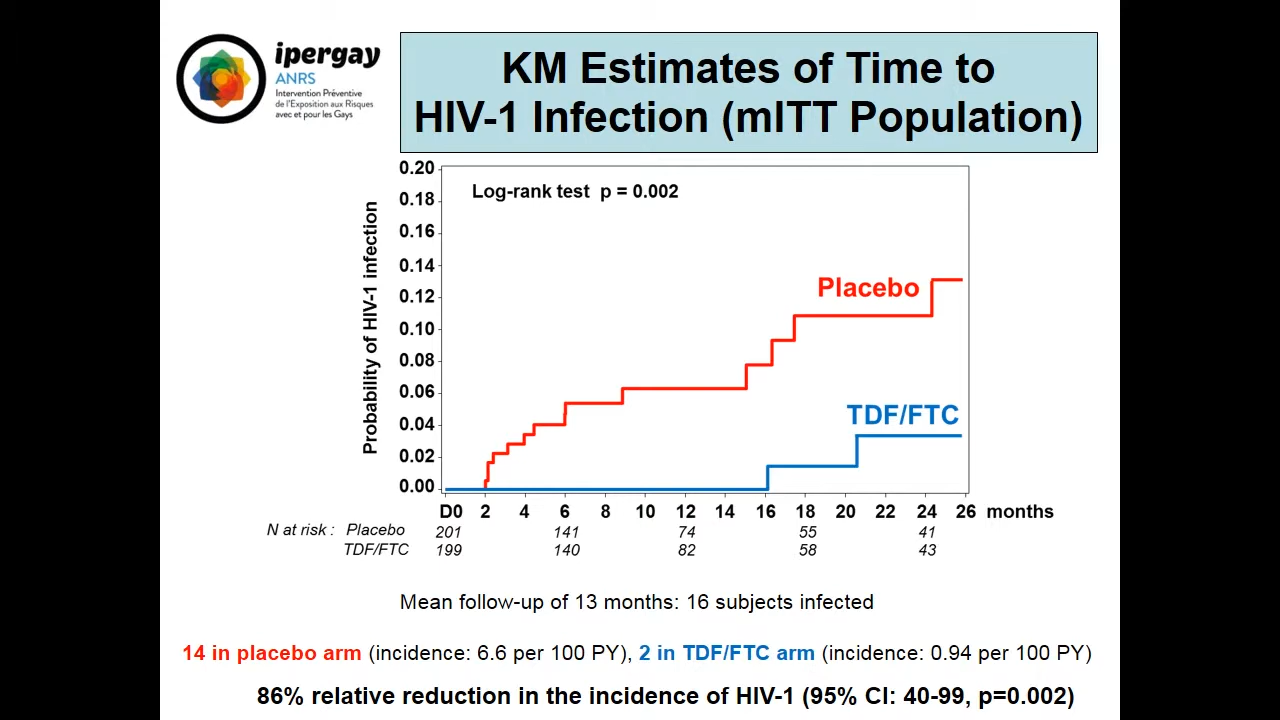 ipergay
ANRS
Intervention Préventive
de l'Exposition aux Risques
avec et pour les Gays
KM Estimates of Time to
HIV-1 Infection (mITT Population)
Log-rank test p = 0.002
Probability of HIV-1 infection
0.20
0.18
0.16
0.14
0.12
0.10
0.08
0.06
0.04
0.02
0.00
Placebo
TDF/FTC
D0 2 4 6 8 10 12 14 16 18 20 22 24 26 months
N at risk : Placebo 201 141 74 55 41
TDF/FTC 199 140 82 58 43
Mean follow-up of 13 months: 16 subjects infected
14 in placebo arm (incidence: 6.6 per 100 PY), 2 in TDF/FTC arm (incidence: 0.94 per 100 PY)
86% relative reduction in the incidence of HIV-1 (95% CI: 40-99, p=0.002)